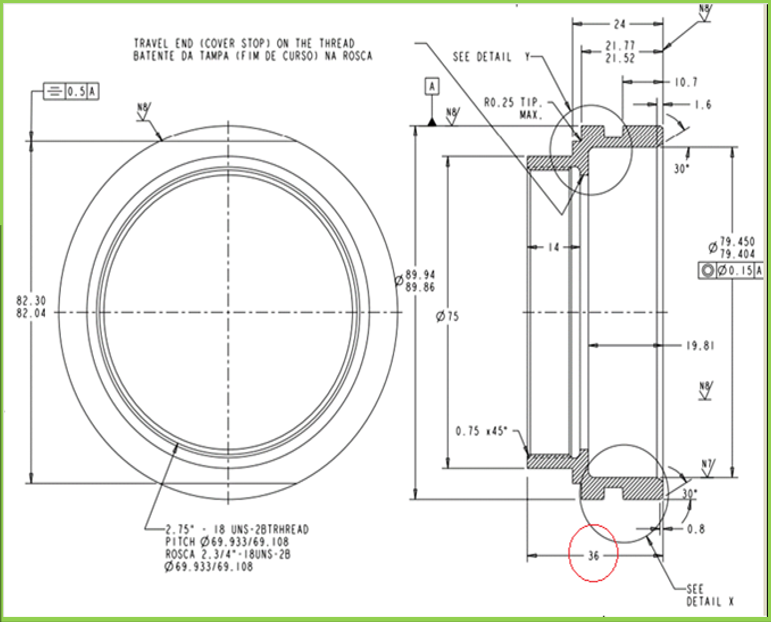 TRAVEL END (COVER STOP) ON THE THREAD
BATENTE DA TAMPA (FIM DE CURSO) NA ROSCA
0.5 A
N8/
82.30
82.04
2.75" - 18 UNS-2BTRHREAD
PITCH Ø69.933/69.108
ROSCA 2.3/4"-18UNS-2B
Ø69.933/69.108
24
N8/
21.77
21.52
SEE DETAIL Y
10.7
A
R0.25 TIP.
MAX.
1.6
N8/
30°
14
Ø79.450
79.404
Ø0.15 A
Ø89.94
89.86
Ø75
19.81
N8/
0.75 x45°
N7/
30°
0.8
36
SEE
DETAIL X